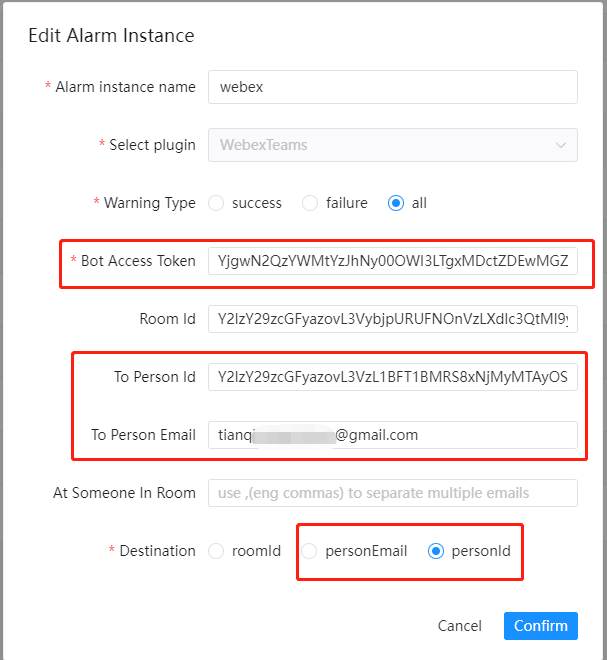 Edit Alarm Instance
* Alarm instance name webex
* Select plugin WebexTeams
* Warning Type success failure all
* Bot Access Token YjgwN2QzYWMtYzJhNy00OWI3LTgxMDctZDEwMGZ
Room Id Y2lzY29zcGFyazovL3VybjpURUFNOnVzLXdlc3QtMl9y
To Person Id Y2lzY29zcGFyazovL3VzL1BFT1BMRS8xNjMyMTAyOS
To Person Email tianqi @gmail.com
At Someone In Room use ,(eng commas) to separate multiple emails
* Destination roomId personEmail personId
Cancel Confirm